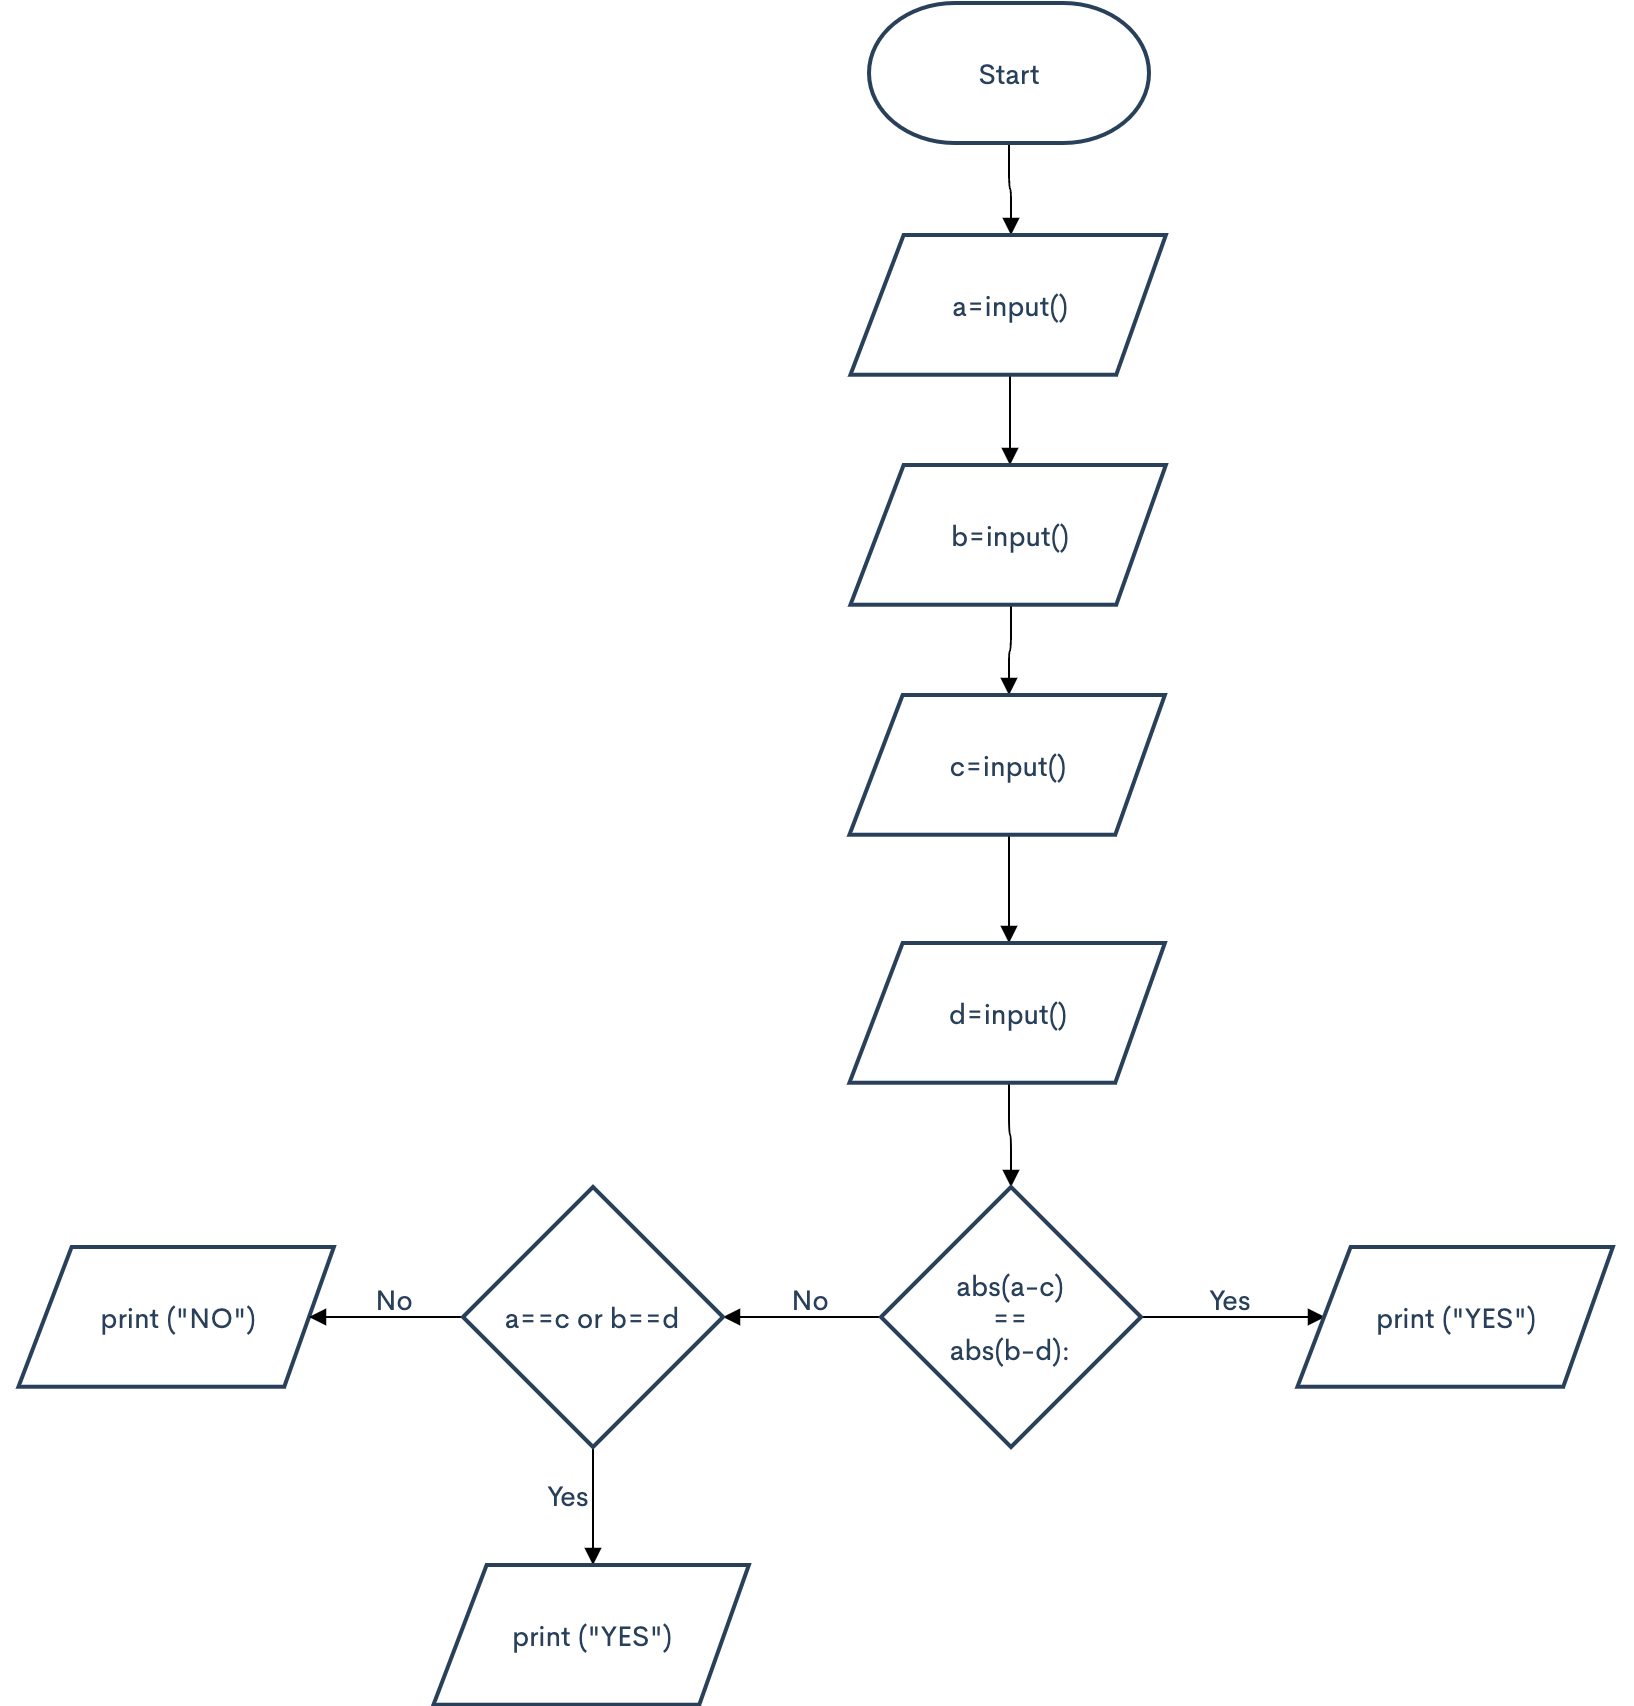 Start
a=input()
b=input()
c=input()
d=input()
abs(a-c)
==
abs(b-d):
Yes
print ("YES")
No
a==c or b==d
No
print ("NO")
Yes
print ("YES")